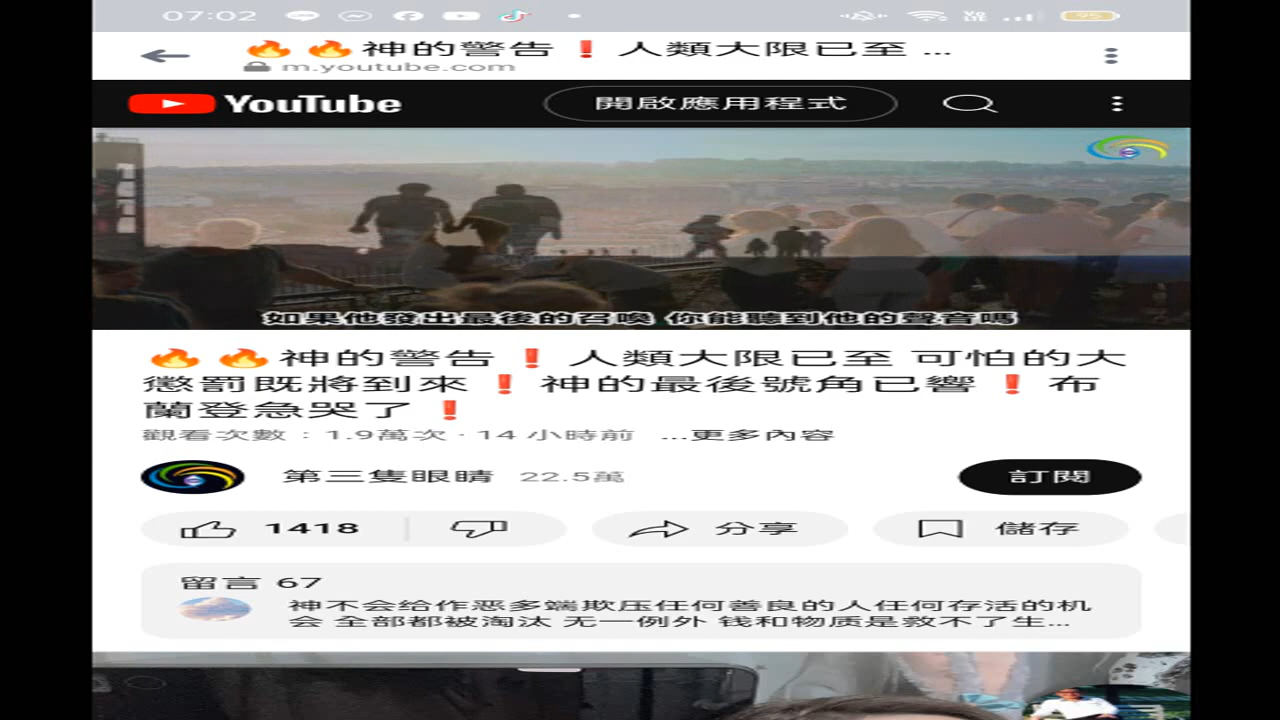 07:02
95
🔥🔥神的警告❗人類大限已至 ...
m.youtube.com
YouTube
開啟應用程式
如果他發出最後的召喚 你能聽到他的聲音嗎
🔥🔥神的警告❗人類大限已至 可怕的大
懲罰既將到來❗神的最後號角已響❗布
蘭登急哭了❗
觀看次數：1.9萬次 · 14 小時前 ...更多內容
第三隻眼睛 22.5萬
訂閱
1418
分享
儲存
留言 67
神不会给作恶多端欺压任何善良的人任何存活的机
会 全部都被淘汰 无一例外 钱和物质是救不了生...